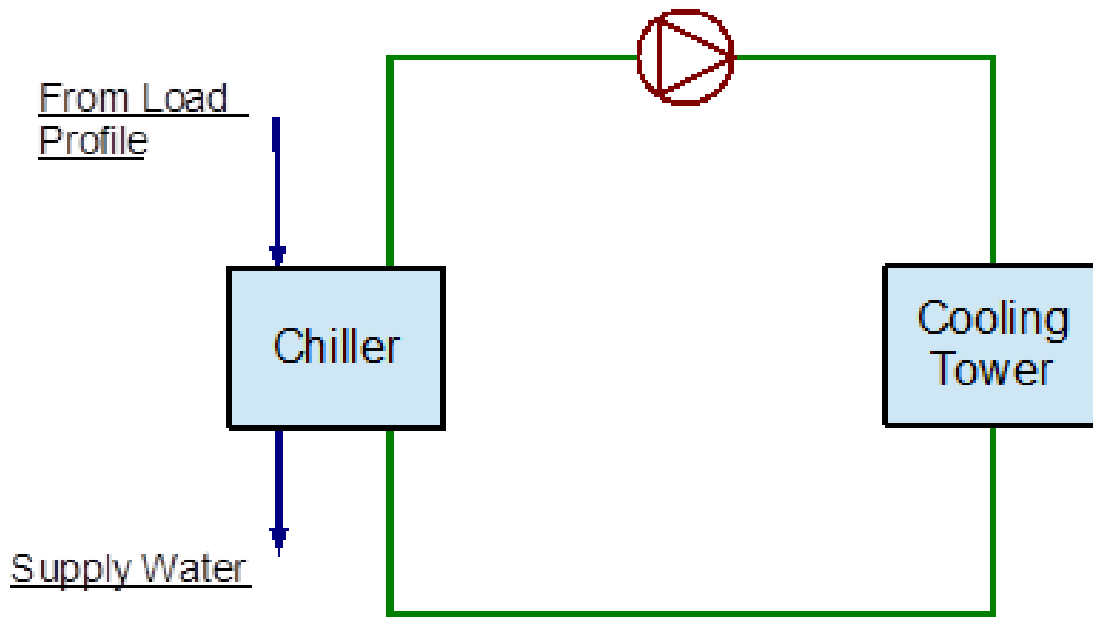 From Load
Profile
Chiller
Cooling
Tower
Supply Water